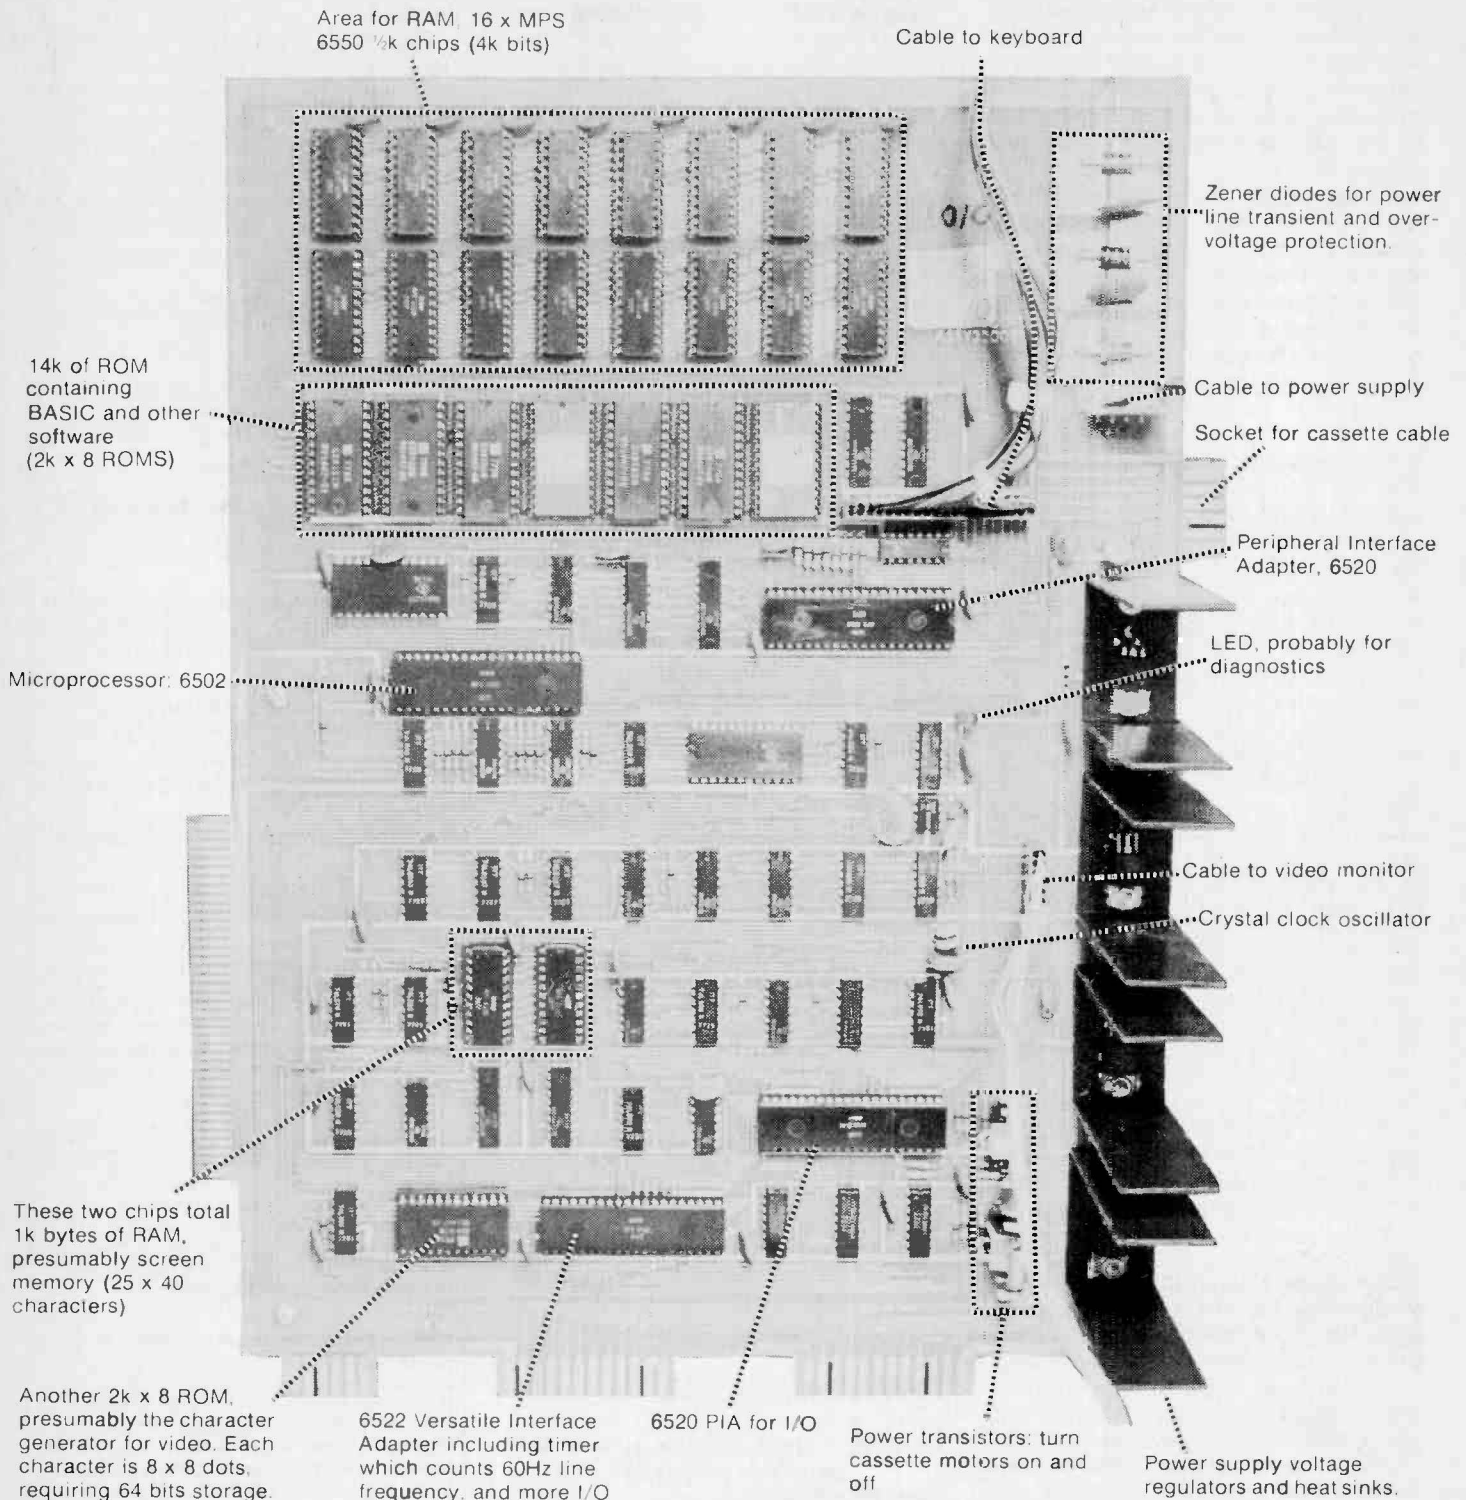 Area for RAM, 16 x MPS
6550 ½k chips (4k bits)
Cable to keyboard
Zener diodes for power
line transient and over-
voltage protection.
14k of ROM
containing
BASIC and other
software
(2k x 8 ROMS)
Cable to power supply
Socket for cassette cable
Peripheral Interface
Adapter, 6520
LED, probably for
diagnostics
Microprocessor: 6502
Cable to video monitor
Crystal clock oscillator
These two chips total
1k bytes of RAM,
presumably screen
memory (25 x 40
characters)
Another 2k x 8 ROM,
presumably the character
generator for video. Each
character is 8 x 8 dots,
requiring 64 bits storage.
6522 Versatile Interface
Adapter including timer
which counts 60Hz line
frequency, and more I/O
6520 PIA for I/O
Power transistors: turn
cassette motors on and
off
Power supply voltage
regulators and heat sinks.